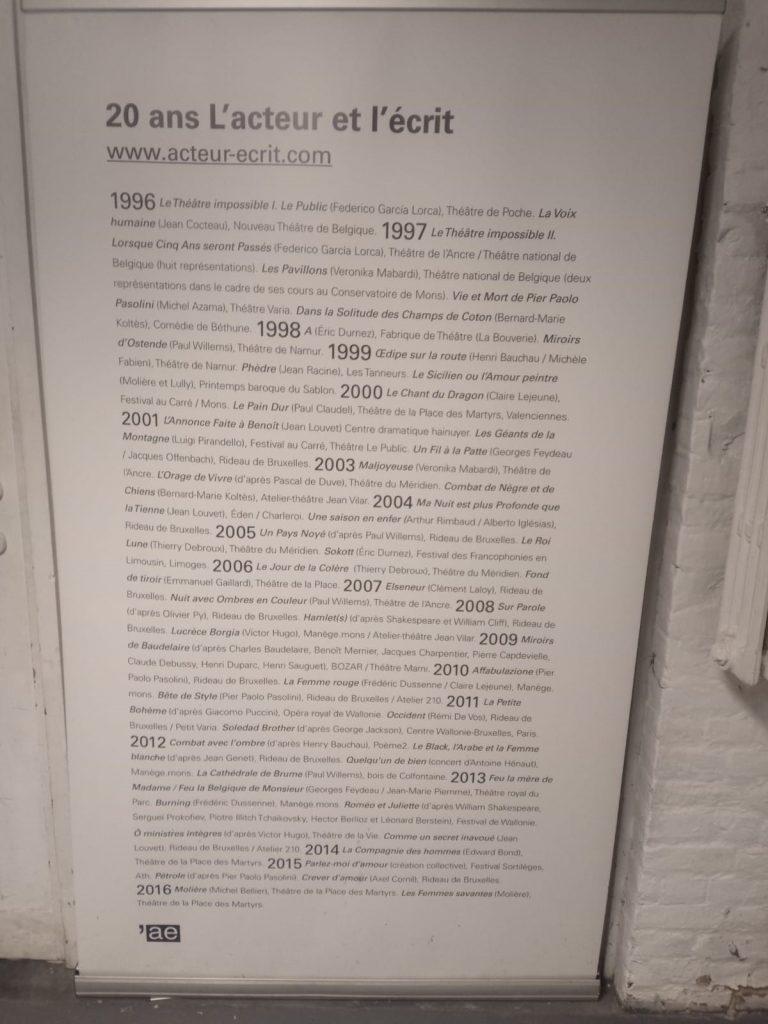 20 ans L'acteur et l'écrit
www.acteur-ecrit.com
1996 Le Théâtre impossible I. Le Public (Federico García Lorca), Théâtre de Poche. La Voix
humaine (Jean Cocteau), Nouveau Théâtre de Belgique. 1997 Le Théâtre impossible II.
Lorsque Cinq Ans seront Passés (Federico García Lorca), Théâtre de l'Ancre / Théâtre national de
Belgique (huit représentations). Les Pavillons (Veronika Mabardi), Théâtre national de Belgique (deux
représentations dans le cadre de ses cours au Conservatoire de Mons). Vie et Mort de Pier Paolo
Pasolini (Michel Azama), Théâtre Varia. Dans la Solitude des Champs de Coton (Bernard-Marie
Koltès), Comédie de Béthune. 1998 A (Éric Durnez), Fabrique de Théâtre (La Bouverie). Miroirs
d'Ostende (Paul Willems), Théâtre de Namur. 1999 Œdipe sur la route (Henri Bauchau / Michèle
Fabien), Théâtre de Namur. Phèdre (Jean Racine), Les Tanneurs. Le Sicilien ou l'Amour peintre
(Molière et Lully), Printemps baroque du Sablon. 2000 Le Chant du Dragon (Claire Lejeune),
Festival au Carré / Mons. Le Pain Dur (Paul Claudel), Théâtre de la Place des Martyrs, Valenciennes.
2001 L'Annonce Faite à Benoît (Jean Louvet) Centre dramatique hainuyer. Les Géants de la
Montagne (Luigi Pirandello), Festival au Carré, Théâtre Le Public. Un Fil à la Patte (Georges Feydeau
/ Jacques Offenbach), Rideau de Bruxelles. 2003 Maljoyeuse (Veronika Mabardi), Théâtre de
l'Ancre. L'Orage de Vivre (d'après Pascal de Duve), Théâtre du Méridien. Combat de Nègre et de
Chiens (Bernard-Marie Koltès), Atelier-théâtre Jean Vilar. 2004 Ma Nuit est plus Profonde que
la Tienne (Jean Louvet), Éden / Charleroi. Une saison en enfer (Arthur Rimbaud / Alberto Iglésias),
Rideau de Bruxelles. 2005 Un Pays Noyé (d'après Paul Willems), Rideau de Bruxelles. Le Roi
Lune (Thierry Debroux), Théâtre du Méridien. Sokott (Éric Durnez), Festival des Francophonies en
Limousin, Limoges. 2006 Le Jour de la Colère (Thierry Debroux), Théâtre du Méridien. Fond
de tiroir (Emmanuel Gaillard), Théâtre de la Place. 2007 Elseneur (Clément Laloy), Rideau de
Bruxelles. Nuit avec Ombres en Couleur (Paul Willems), Théâtre de l'Ancre. 2008 Sur Parole
(d'après Olivier Py), Rideau de Bruxelles. Hamlet(s) (d'après Shakespeare et William Cliff), Rideau de
Bruxelles. Lucrèce Borgia (Victor Hugo), Manège.mons / Atelier-théâtre Jean Vilar. 2009 Miroirs
de Baudelaire (d'après Charles Baudelaire, Benoît Mernier, Jacques Charpentier, Pierre Capdevielle,
Claude Debussy, Henri Duparc, Henri Sauguet), BOZAR / Théâtre Marni. 2010 Affabulazione (Pier
Paolo Pasolini), Rideau de Bruxelles. La Femme rouge (Frédéric Dussenne / Claire Lejeune), Manège.
mons. Bête de Style (Pier Paolo Pasolini), Rideau de Bruxelles / Atelier 210. 2011 La Petite
Bohème (d'après Giacomo Puccini), Opéra royal de Wallonie. Occident (Rémi De Vos), Rideau de
Bruxelles / Petit Varia. Soledad Brother (d'après George Jackson), Centre Wallonie-Bruxelles, Paris.
2012 Combat avec l'ombre (d'après Henry Bauchau), Poème2. Le Black, l'Arabe et la Femme
blanche (d'après Jean Genet), Rideau de Bruxelles. Quelqu'un de bien (concert d'Antoine Hénaut),
Manège.mons. La Cathédrale de Brume (Paul Willems), bois de Colfontaine. 2013 Feu la mère de
Madame / Feu la Belgique de Monsieur (Georges Feydeau / Jean-Marie Piemme), Théâtre royal du
Parc. Burning (Frédéric Dussenne), Manège.mons. Roméo et Juliette (d'après William Shakespeare,
Serguei Prokofiev, Piotre Illitch Tchaikovsky, Hector Berlioz et Léonard Berstein), Festival de Wallonie.
Ô ministres intègres (d'après Victor Hugo), Théâtre de la Vie. Comme un secret inavoué (Jean
Louvet), Rideau de Bruxelles / Atelier 210. 2014 La Compagnie des hommes (Edward Bond),
Théâtre de la Place des Martyrs. 2015 Parlez-moi d'amour (création collective), Festival Sortilèges,
Ath. Pétrole (d'après Pier Paolo Pasolini). Crever d'amour (Axel Cornil), Rideau de Bruxelles.
2016 Molière (Michel Bellier), Théâtre de la Place des Martyrs. Les Femmes savantes (Molière),
Théâtre de la Place des Martyrs.
'ae